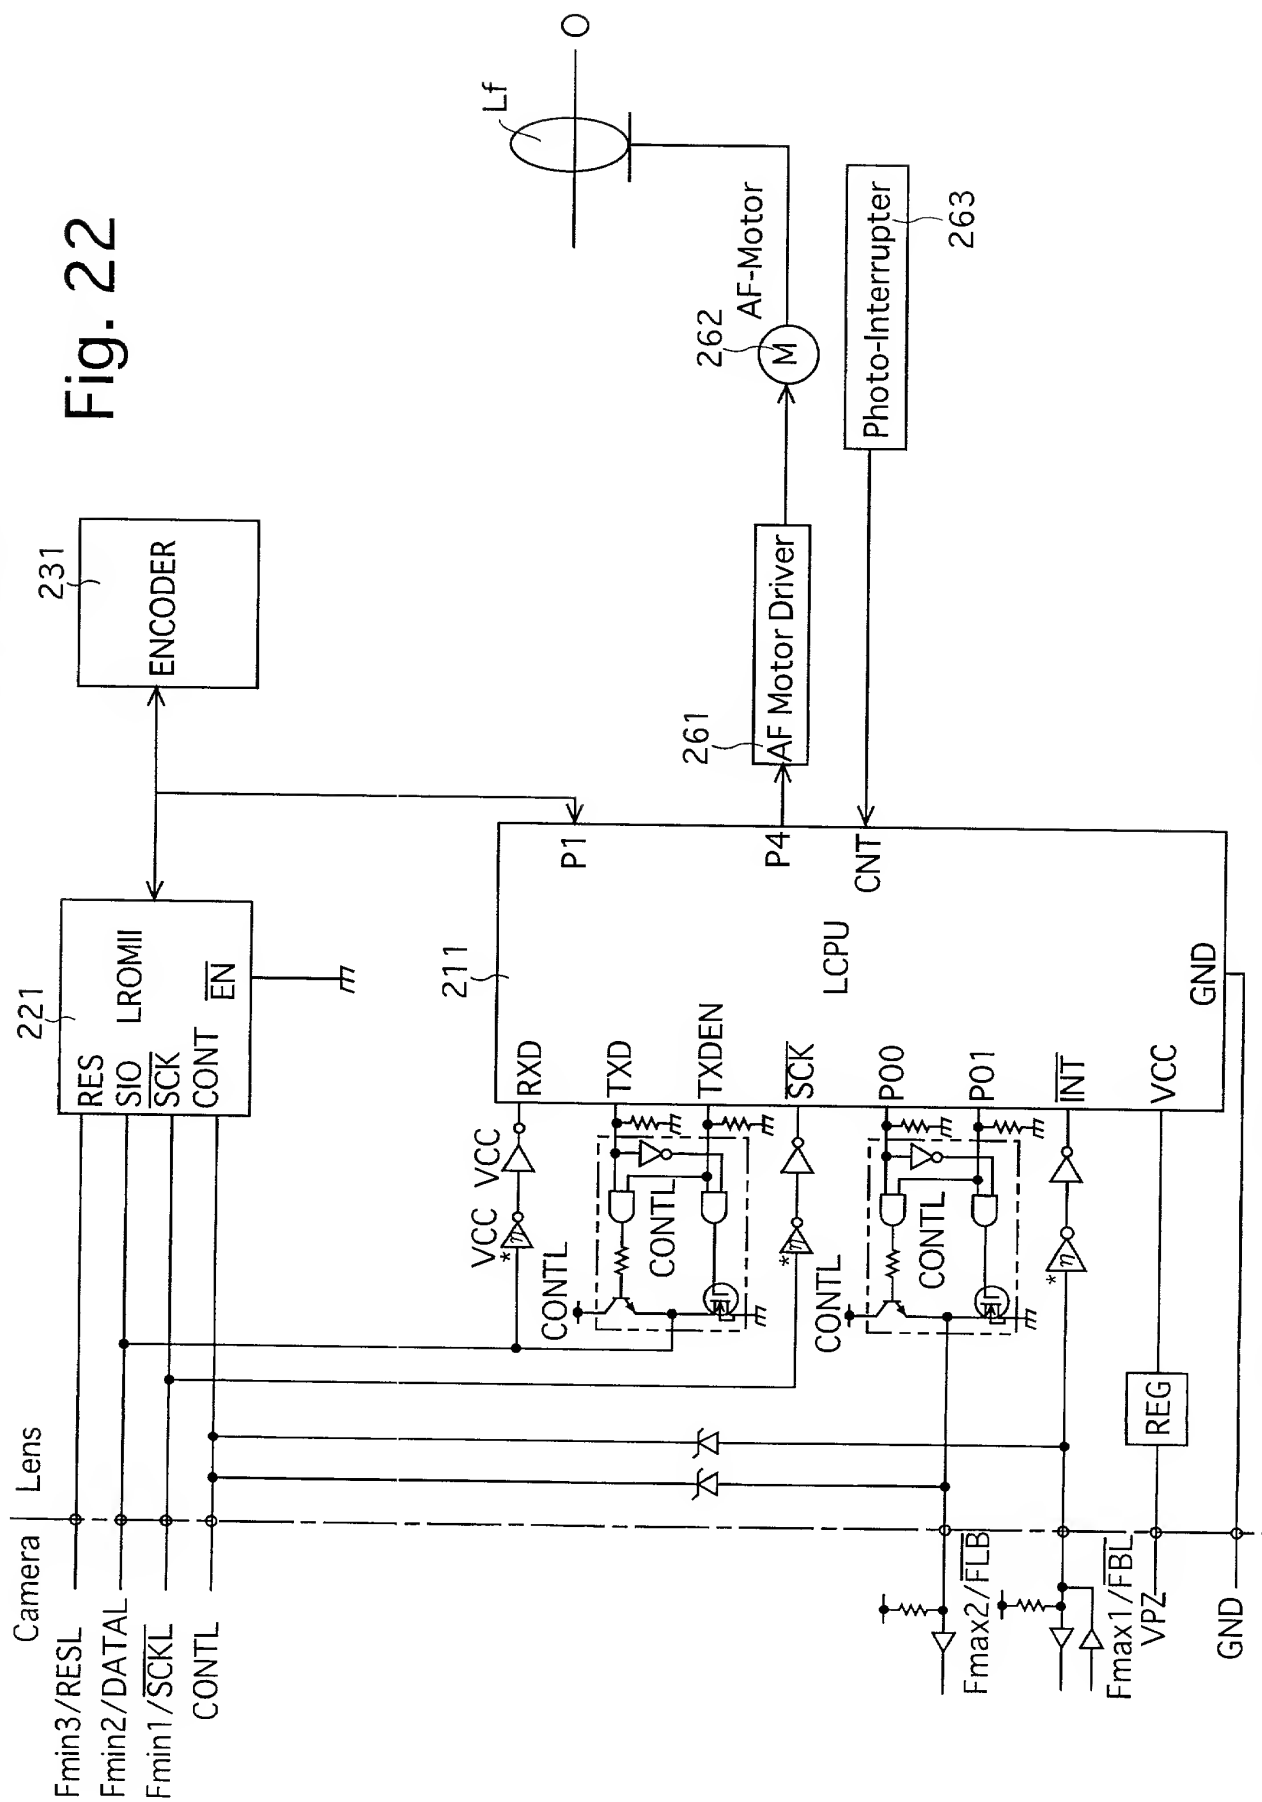 Fig. 22
Camera
Lens
Fmin3/RESL
Fmin2/DATAL
Fmin1/SCKL
CONTL
221
RES
SIO
SCK
CONT
LROMII
EN
231
ENCODER
211
LCPU
RXD
TXD
TXDEN
SCK
P00
P01
INT
VCC
GND
P1
P4
CNT
VCC
VCC
*
η
CONTL
CONTL
*
η
CONTL
CONTL
*
η
REG
Fmax2/FLB
Fmax1/FBL
VPZ
GND
261
AF Motor Driver
262
M
AF-Motor
Lf
O
Photo-Interrupter
263